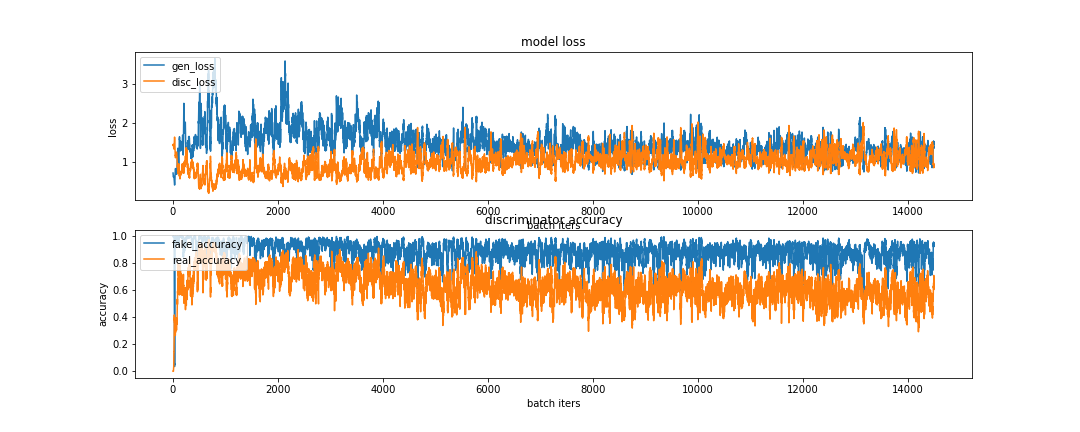 model loss
gen_loss
disc_loss
loss
3
2
1
0 2000 4000 6000 8000 10000 12000 14000
batch iters
discriminator accuracy
fake_accuracy
real_accuracy
accuracy
1.0
0.8
0.6
0.4
0.2
0.0
0 2000 4000 6000 8000 10000 12000 14000
batch iters